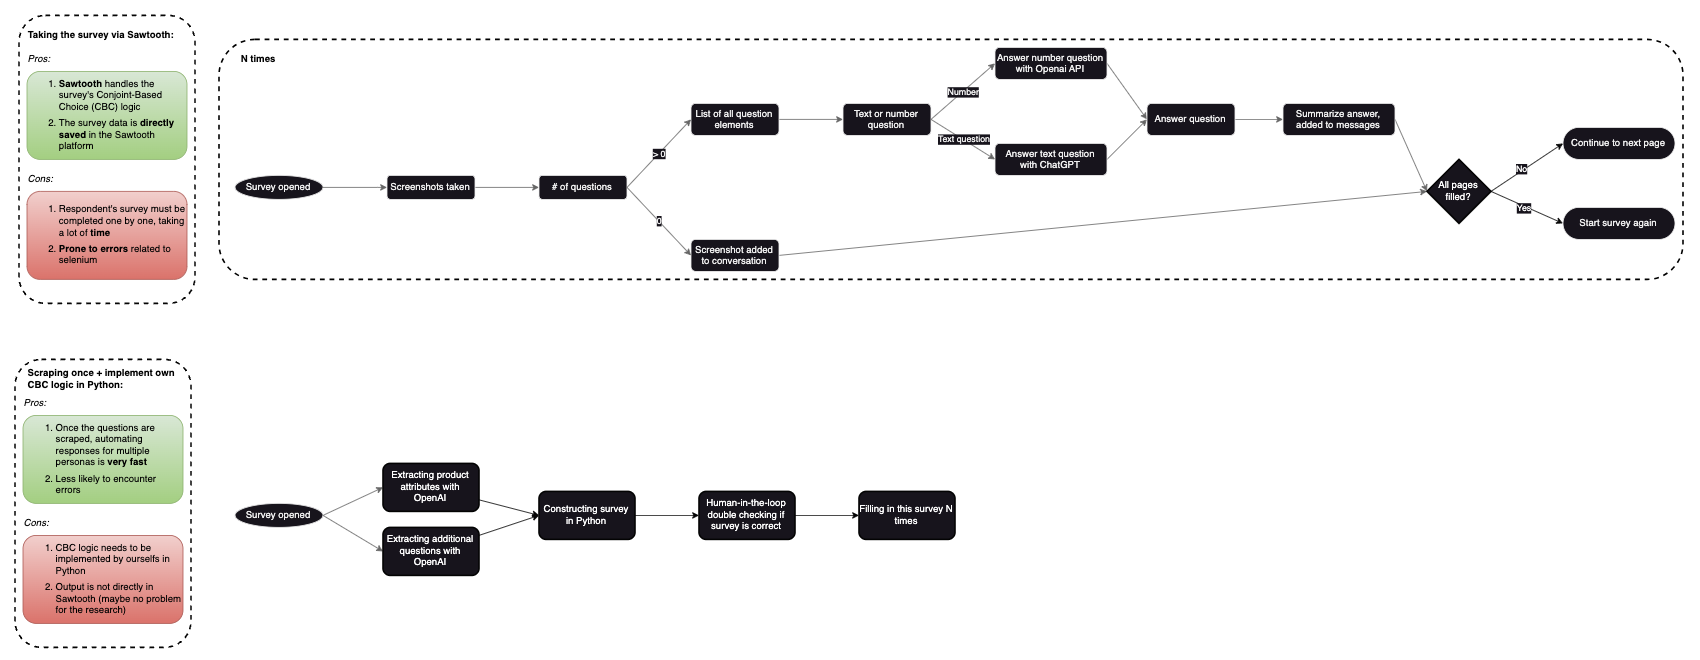 Taking the survey via Sawtooth:
Pros:
1. Sawtooth handles the
survey's Conjoint-Based
Choice (CBC) logic
2. The survey data is directly
saved in the Sawtooth
platform
Cons:
1. Respondent's survey must be
completed one by one, taking
a lot of time
2. Prone to errors related to
selenium
N times
Survey opened
Screenshots taken
# of questions
> 0
0
List of all question
elements
Screenshot added
to conversation
Text or number
question
Number
Text question
Answer number question
with Openai API
Answer text question
with ChatGPT
Answer question
Summarize answer,
added to messages
All pages
filled?
No
Yes
Continue to next page
Start survey again
Scraping once + implement own
CBC logic in Python:
Pros:
1. Once the questions are
scraped, automating
responses for multiple
personas is very fast
2. Less likely to encounter
errors
Cons:
1. CBC logic needs to be
implemented by ourselfs in
Python
2. Output is not directly in
Sawtooth (maybe no problem
for the research)
Survey opened
Extracting product
attributes with
OpenAI
Extracting additional
questions with
OpenAI
Constructing survey
in Python
Human-in-the-loop
double checking if
survey is correct
Filling in this survey N
times